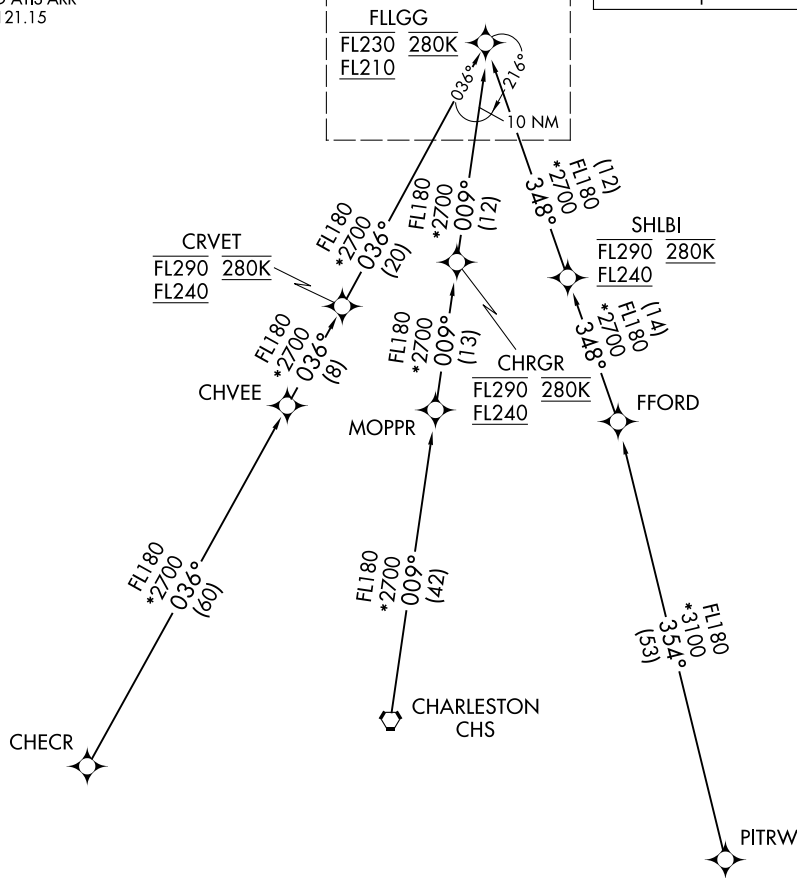 121.15
FLLGG
FL230 280K
FL210
036°
216°
10 NM
FL180
*2700
036°
(20)
FL180
*2700
009°
(12)
(12)
FL180
*2700
348°
CRVET
FL290 280K
FL240
SHLBI
FL290 280K
FL240
FL180
*2700
036°
(8)
FL180
*2700
009°
(13)
(14)
FL180
*2700
348°
CHRGR
FL290 280K
FL240
CHVEE
MOPPR
FFORD
FL180
*2700
036°
(60)
FL180
*2700
009°
(42)
FL180
*3100
354°
(53)
CHARLESTON
CHS
CHECR
PITRW